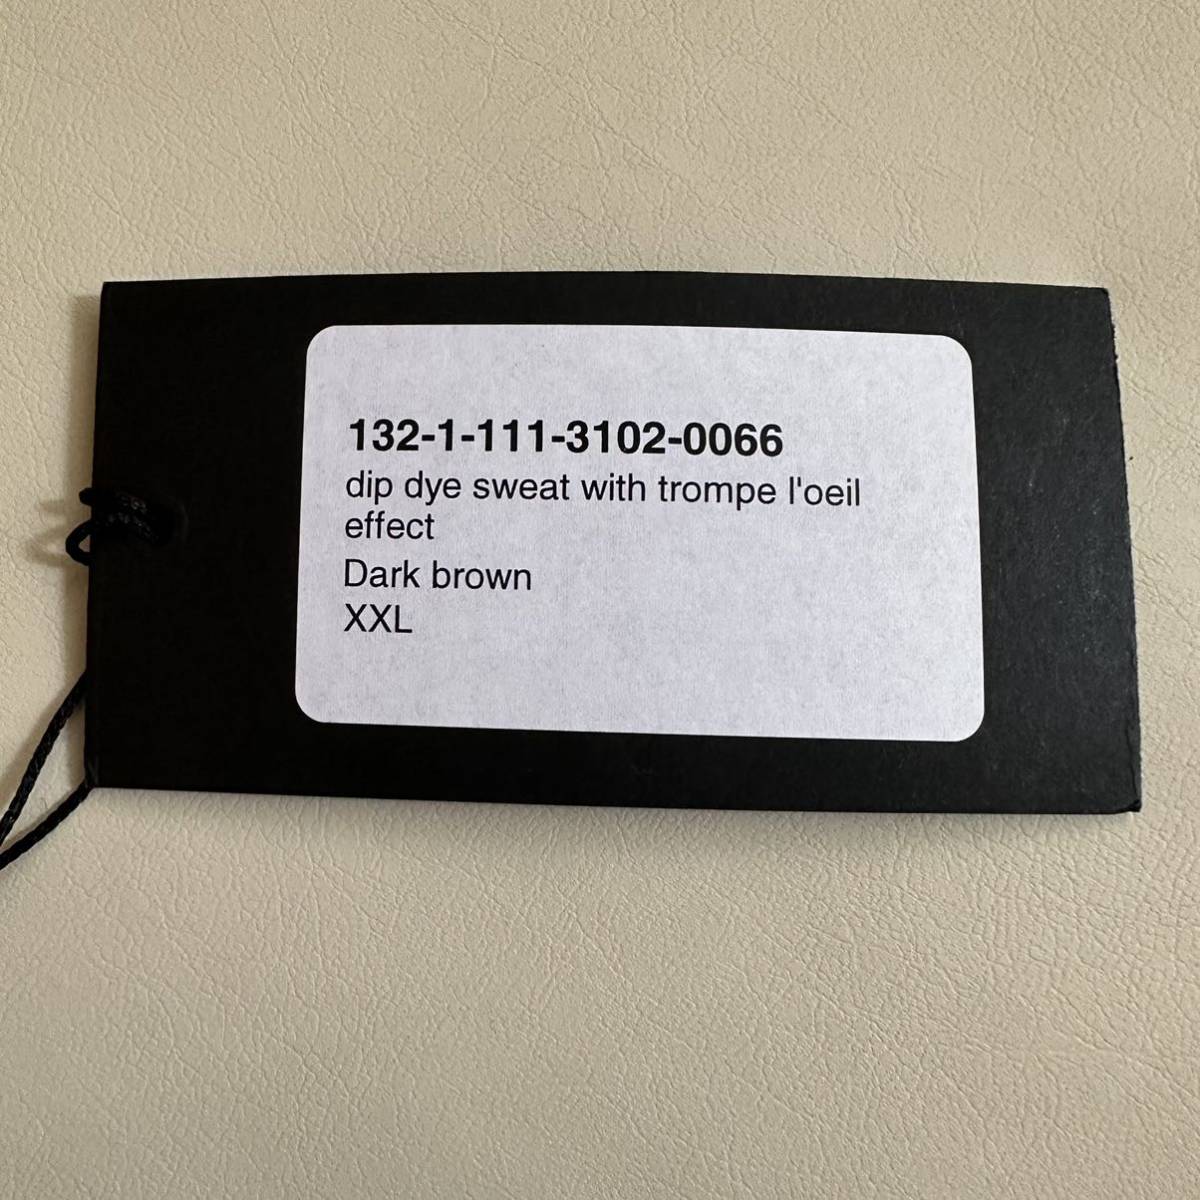 132-1-111-3102-0066
dip dye sweat with trompe l'oeil
effect
Dark brown
XXL